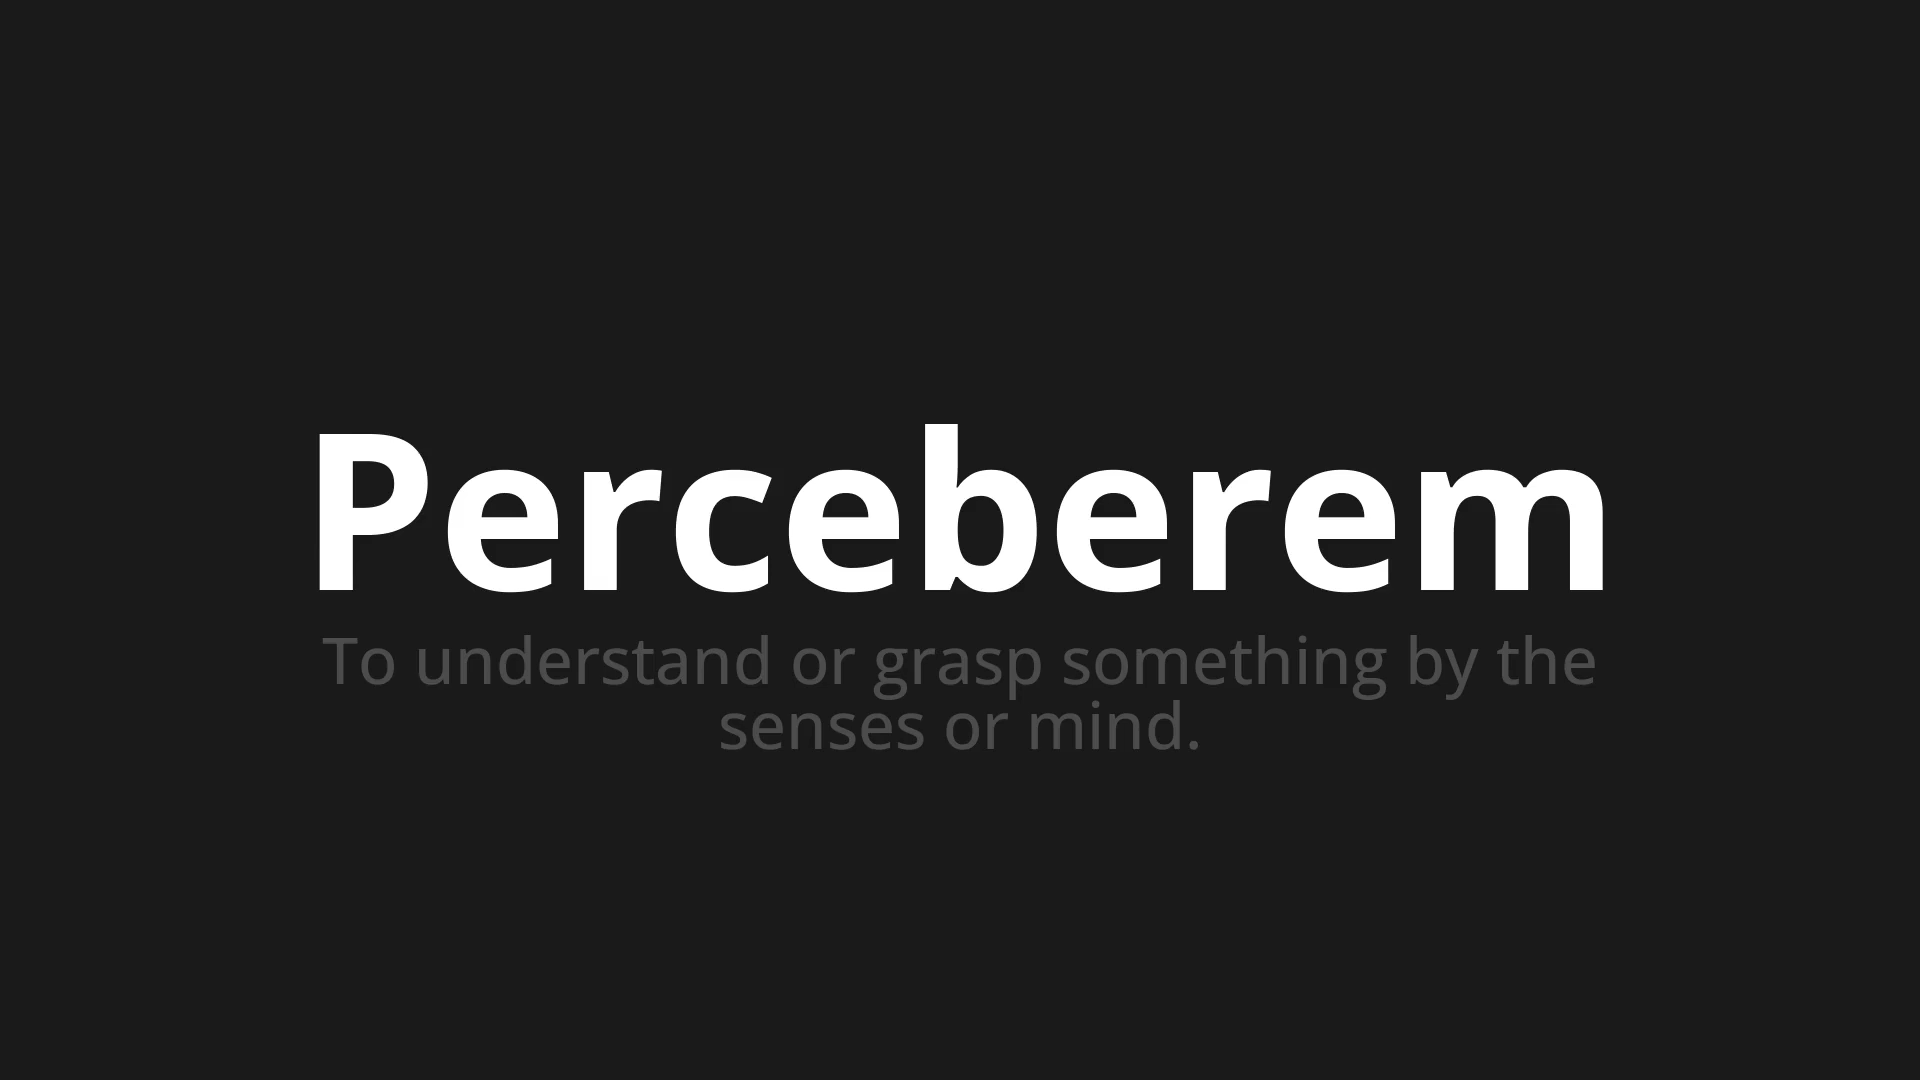 Perceberem
To understand or grasp something by the
senses or mind.